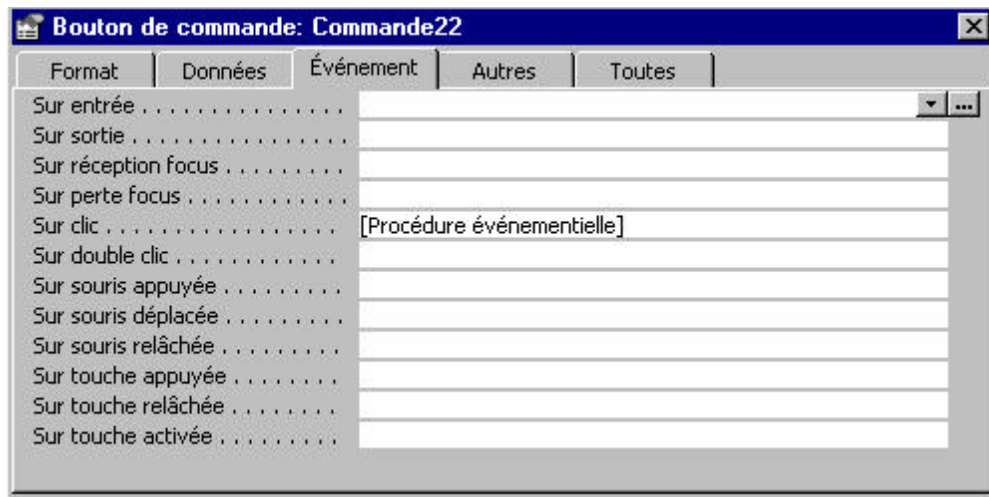 Bouton de commande: Commande22
Format Données Événement Autres Toutes
Sur entrée . . . . . . . . . . . . . . . ...
Sur sortie . . . . . . . . . . . . . . . . .
Sur réception focus . . . . . . . . .
Sur perte focus . . . . . . . . . . . .
Sur clic . . . . . . . . . . . . . . . . . [Procédure événementielle]
Sur double clic . . . . . . . . . . . . .
Sur souris appuyée . . . . . . . . .
Sur souris déplacée . . . . . . . . .
Sur souris relâchée . . . . . . . . .
Sur touche appuyée . . . . . . . .
Sur touche relâchée . . . . . . . .
Sur touche activée . . . . . . . . .